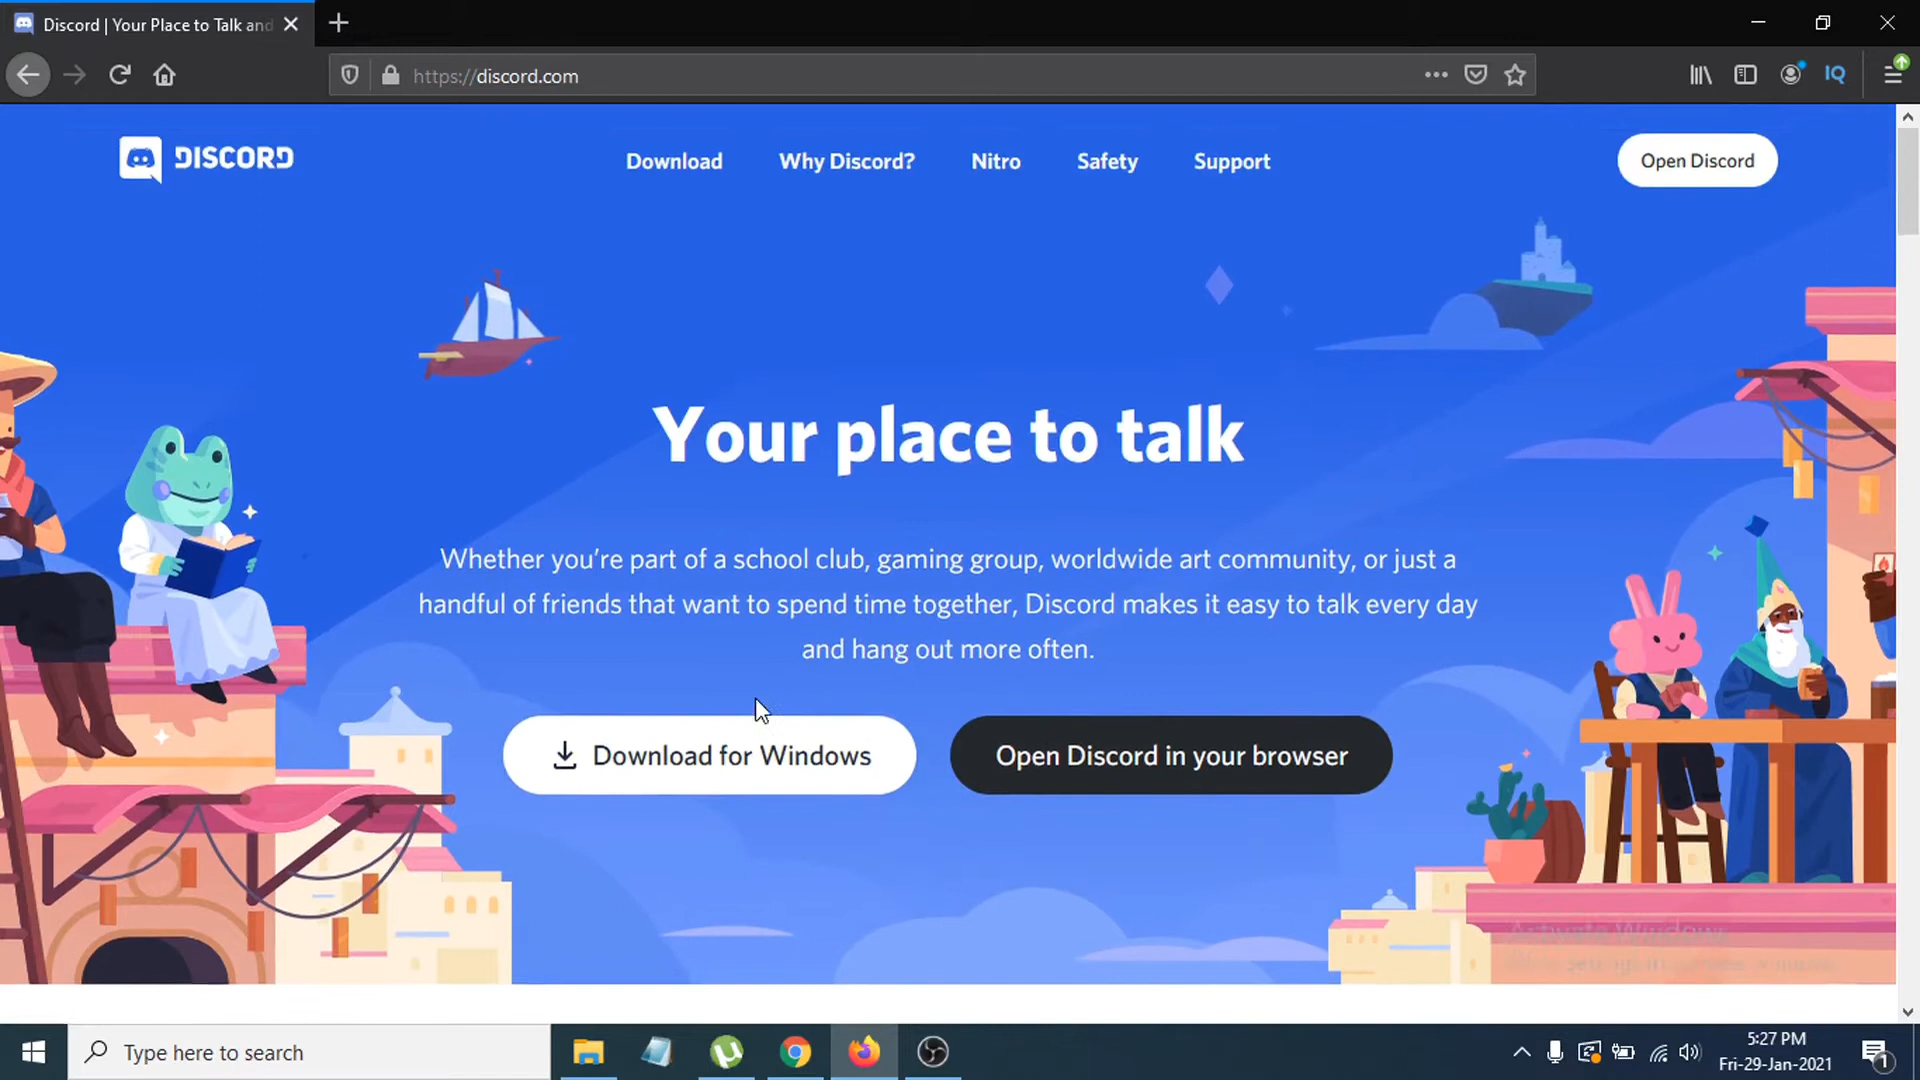 Discord | Your Place to Talk and
https://discord.com
IQ
DISCORD
Download
Why Discord?
Nitro
Safety
Support
Open Discord
Your place to talk
Whether you’re part of a school club, gaming group, worldwide art community, or just a
handful of friends that want to spend time together, Discord makes it easy to talk every day
and hang out more often.
Download for Windows
Open Discord in your browser
Activate Windows
Type here to search
5:27 PM
Fri-29-Jan-2021
1